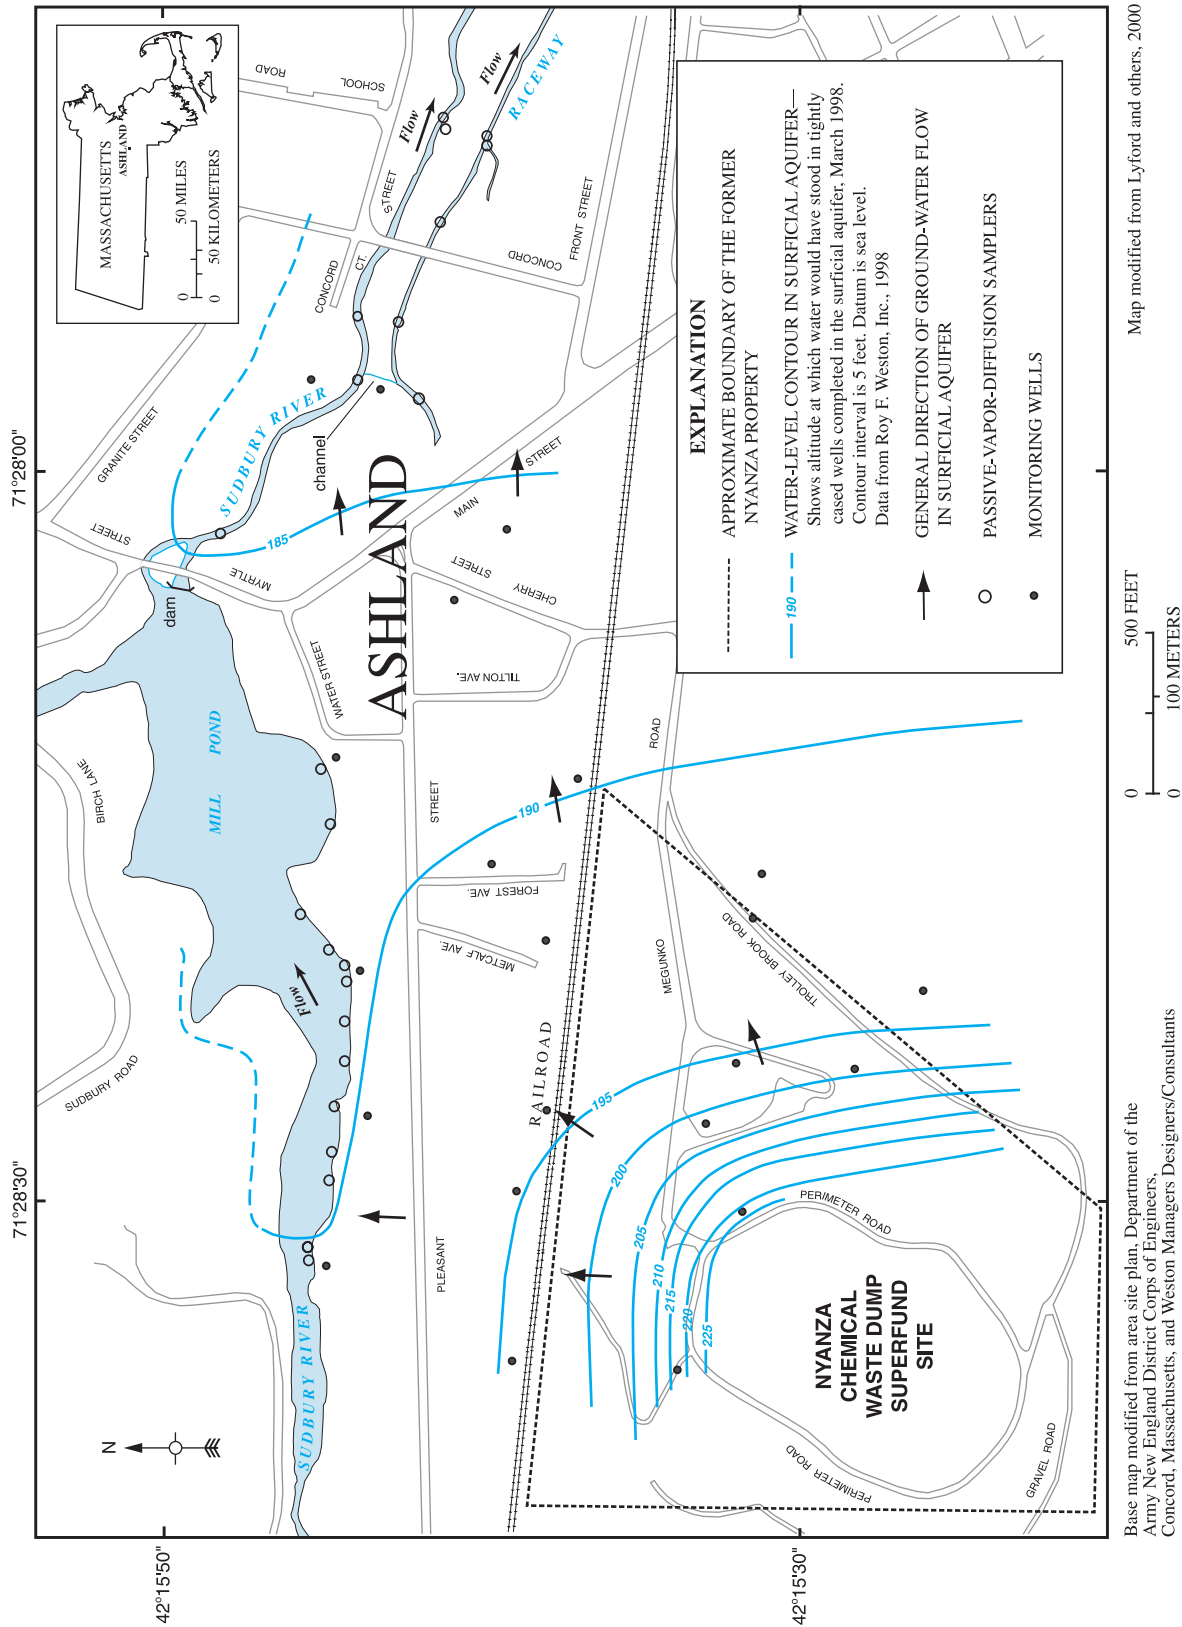 71°28'30"
71°28'00"
42°15'50"
42°15'30"
N
SUDBURY ROAD
BIRCH LANE
STREET
GRANITE STREET
ROAD
SCHOOL
MASSACHUSETTS
ASHLAND
0 50 MILES
0 50 KILOMETERS
MILL POND
dam
Flow
SUDBURY RIVER
SUDBURY RIVER
channel
CONCORD
CT.
STREET
Flow
Flow
RACEWAY
CONCORD
FRONT STREET
MYRTLE
WATER STREET
ASHLAND
185
MAIN
STREET
CHERRY
STREET
TILTON AVE.
PLEASANT
STREET
FOREST AVE.
METCALF AVE.
190
RAILROAD
MEGUNKO
ROAD
TROLLEY BROOK ROAD
195
200
205
210
215
220
225
PERIMETER ROAD
NYANZA
CHEMICAL
WASTE DUMP
SUPERFUND
SITE
PERIMETER ROAD
GRAVEL ROAD
EXPLANATION
APPROXIMATE BOUNDARY OF THE FORMER
NYANZA PROPERTY
190
WATER-LEVEL CONTOUR IN SURFICIAL AQUIFER—
Shows altitude at which water would have stood in tightly
cased wells completed in the surficial aquifer, March 1998.
Contour interval is 5 feet. Datum is sea level.
Data from Roy F. Weston, Inc., 1998
GENERAL DIRECTION OF GROUND-WATER FLOW
IN SURFICIAL AQUIFER
PASSIVE-VAPOR-DIFFUSION SAMPLERS
MONITORING WELLS
Base map modified from area site plan, Department of the
Army New England District Corps of Engineers,
Concord, Massachusetts, and Weston Managers Designers/Consultants
0 500 FEET
0 100 METERS
Map modified from Lyford and others, 2000